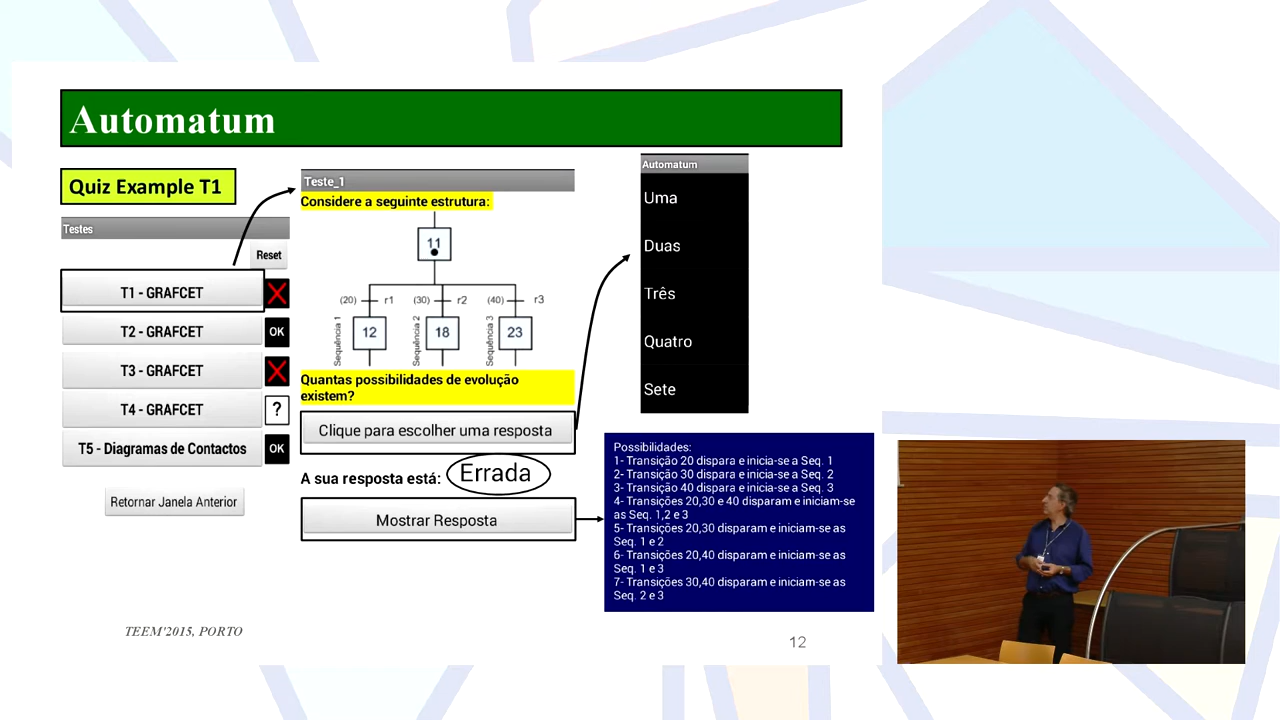 Automatum
Quiz Example T1
Testes
Reset
T1 - GRAFCET
T2 - GRAFCET
OK
T3 - GRAFCET
T4 - GRAFCET
?
T5 - Diagramas de Contactos
OK
Retornar Janela Anterior
Teste_1
Considere a seguinte estrutura:
11
(20) r1 (30) r2 (40) r3
Sequência 1
12
Sequência 2
18
Sequência 3
23
Quantas possibilidades de evolução
existem?
Clique para escolher uma resposta
A sua resposta está: Errada
Mostrar Resposta
Automatum
Uma
Duas
Três
Quatro
Sete
Possibilidades:
1- Transição 20 dispara e inicia-se a Seq. 1
2- Transição 30 dispara e inicia-se a Seq. 2
3- Transição 40 dispara e inicia-se a Seq. 3
4- Transições 20,30 e 40 disparam e iniciam-se
as Seq. 1,2 e 3
5- Transições 20,30 disparam e iniciam-se as
Seq. 1 e 2
6- Transições 20,40 disparam e iniciam-se as
Seq. 1 e 3
7- Transições 30,40 disparam e iniciam-se as
Seq. 2 e 3
TEEM'2015, PORTO
12